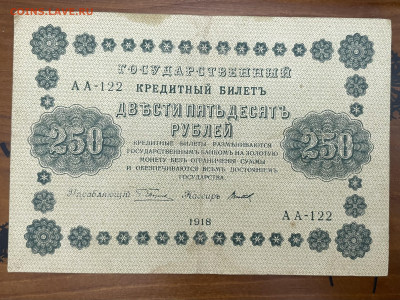 COINS.LAVE.RU
ГОСУДАРСТВЕННЫЙ
АА-122 КРЕДИТНЫЙ БИЛЕТЪ
ДВѢСТИ ПЯТЬДЕСЯТЪ
РУБЛЕЙ
250 250
КРЕДИТНЫЕ БИЛЕТЫ РАЗМѢНИВАЮТСЯ
ГОСУДАРСТВЕННЫМЪ БАНКОМЪ НА ЗОЛОТУЮ
МОНЕТУ БЕЗЪ ОГРАНИЧЕНІЯ СУММЫ
И ОБЕЗПЕЧИВАЮТСЯ ВСѢМЪ ДОСТОЯНІЕМЪ
ГОСУДАРСТВА.
Управляющій Кассиръ
1918 АА-122